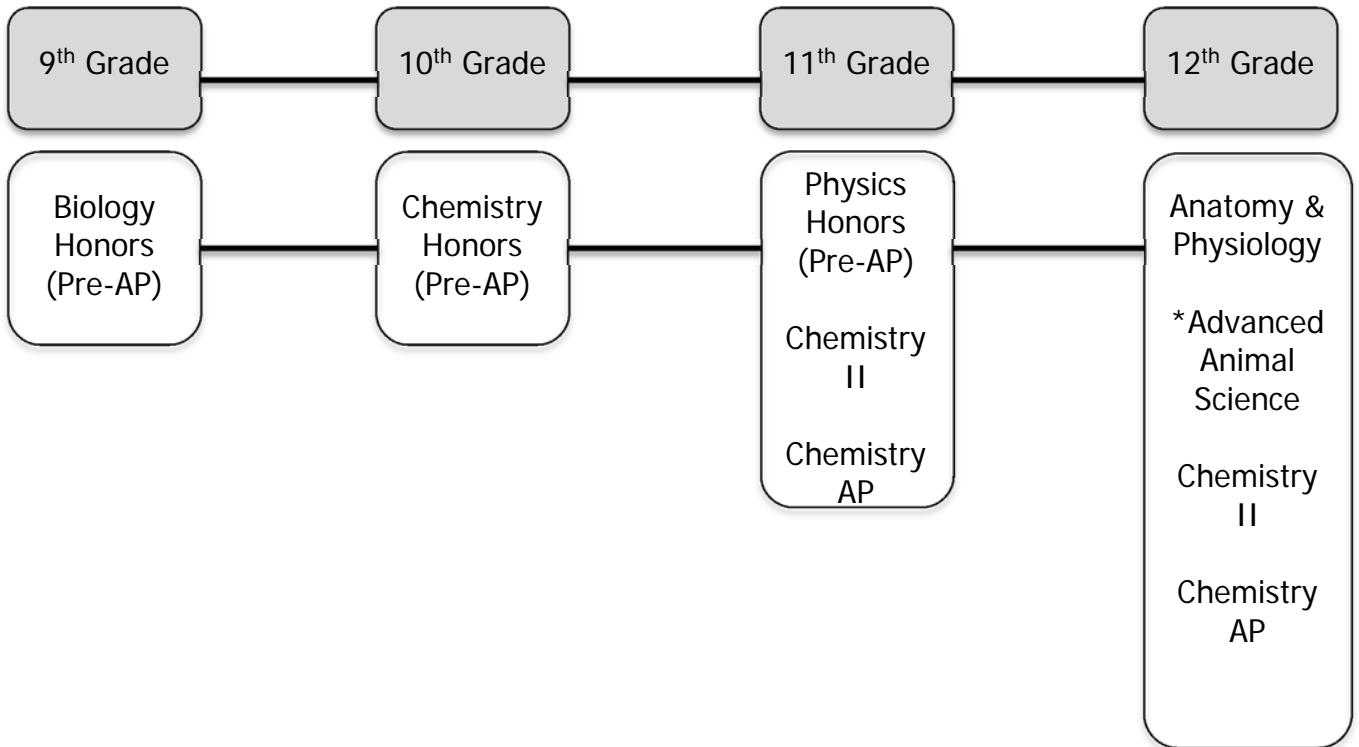 9th Grade
10th Grade
11th Grade
12th Grade
Biology
Honors
(Pre-AP)
Chemistry
Honors
(Pre-AP)
Physics
Honors
(Pre-AP)
Chemistry
II
Chemistry
AP
Anatomy &
Physiology
*Advanced
Animal
Science
Chemistry
II
Chemistry
AP